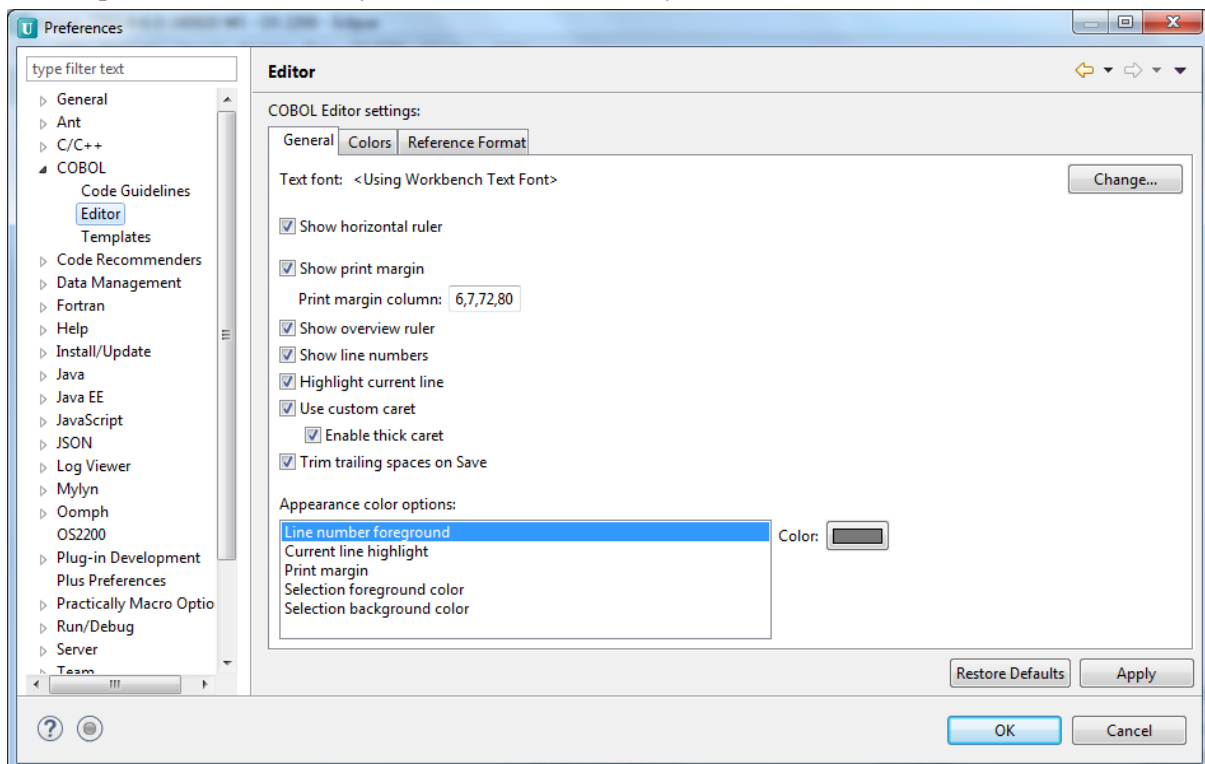 U Preferences
type filter text
General
Ant
C/C++
COBOL
Code Guidelines
Editor
Templates
Code Recommenders
Data Management
Fortran
Help
Install/Update
Java
Java EE
JavaScript
JSON
Log Viewer
Mylyn
Oomph
OS2200
Plug-in Development
Plus Preferences
Practically Macro Optio
Run/Debug
Server
Team
Editor
COBOL Editor settings:
General Colors Reference Format
Text font: <Using Workbench Text Font> Change...
Show horizontal ruler
Show print margin
Print margin column: 6,7,72,80
Show overview ruler
Show line numbers
Highlight current line
Use custom caret
Enable thick caret
Trim trailing spaces on Save
Appearance color options:
Line number foreground Color:
Current line highlight
Print margin
Selection foreground color
Selection background color
Restore Defaults Apply
? OK Cancel